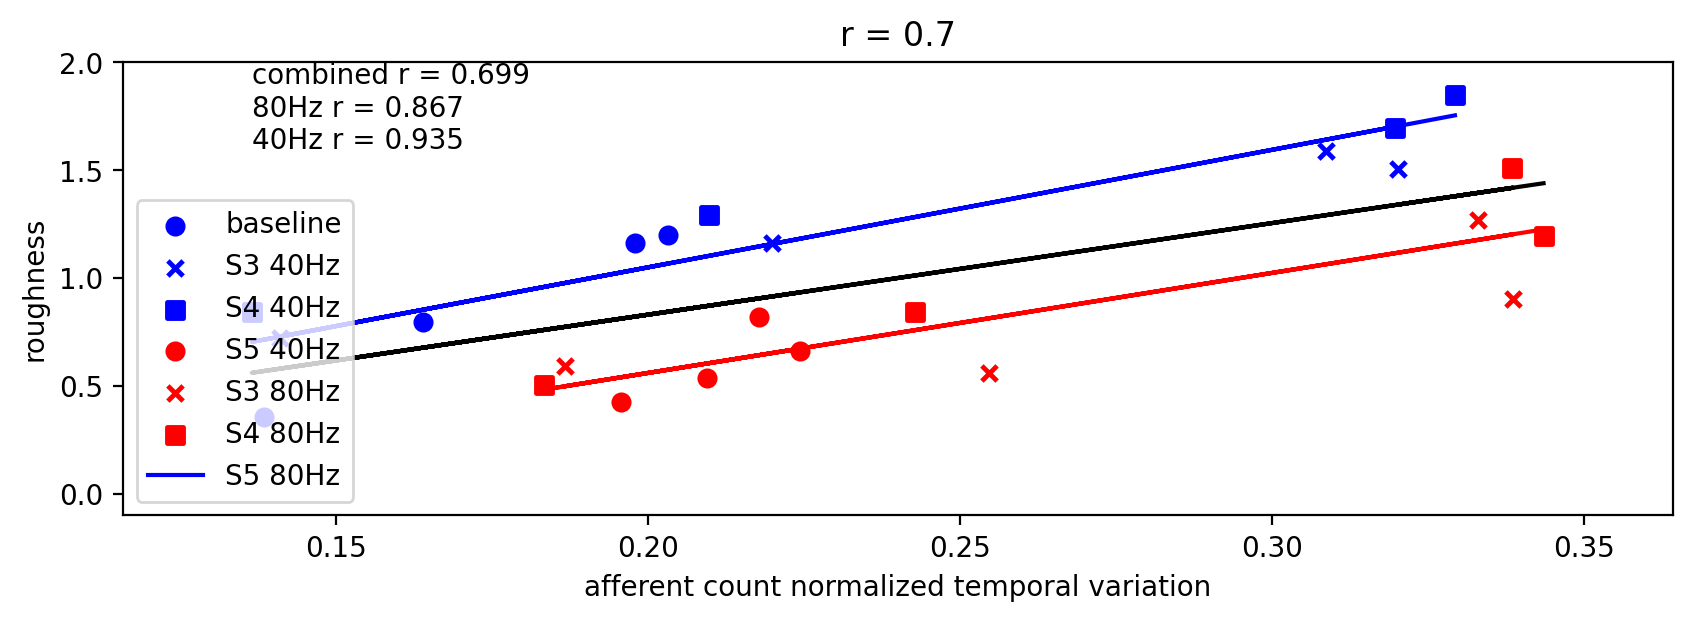 r = 0.7
combined r = 0.699
80Hz r = 0.867
40Hz r = 0.935
baseline
S3 40Hz
S4 40Hz
S5 40Hz
S3 80Hz
S4 80Hz
S5 80Hz
roughness
2.0
1.5
1.0
0.5
0.0
0.15 0.20 0.25 0.30 0.35
afferent count normalized temporal variation